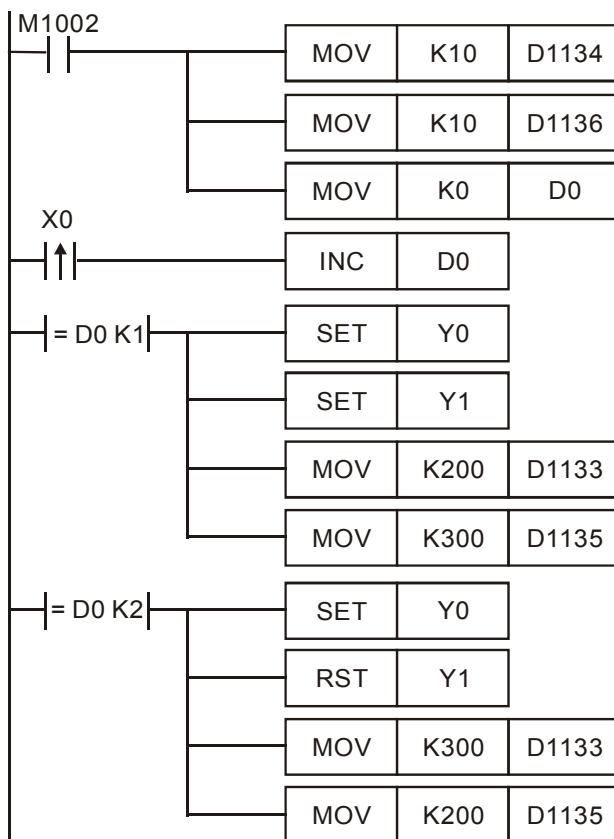 M1002
MOV K10 D1134
MOV K10 D1136
MOV K0 D0
X0
INC D0
= D0 K1
SET Y0
SET Y1
MOV K200 D1133
MOV K300 D1135
= D0 K2
SET Y0
RST Y1
MOV K300 D1133
MOV K200 D1135